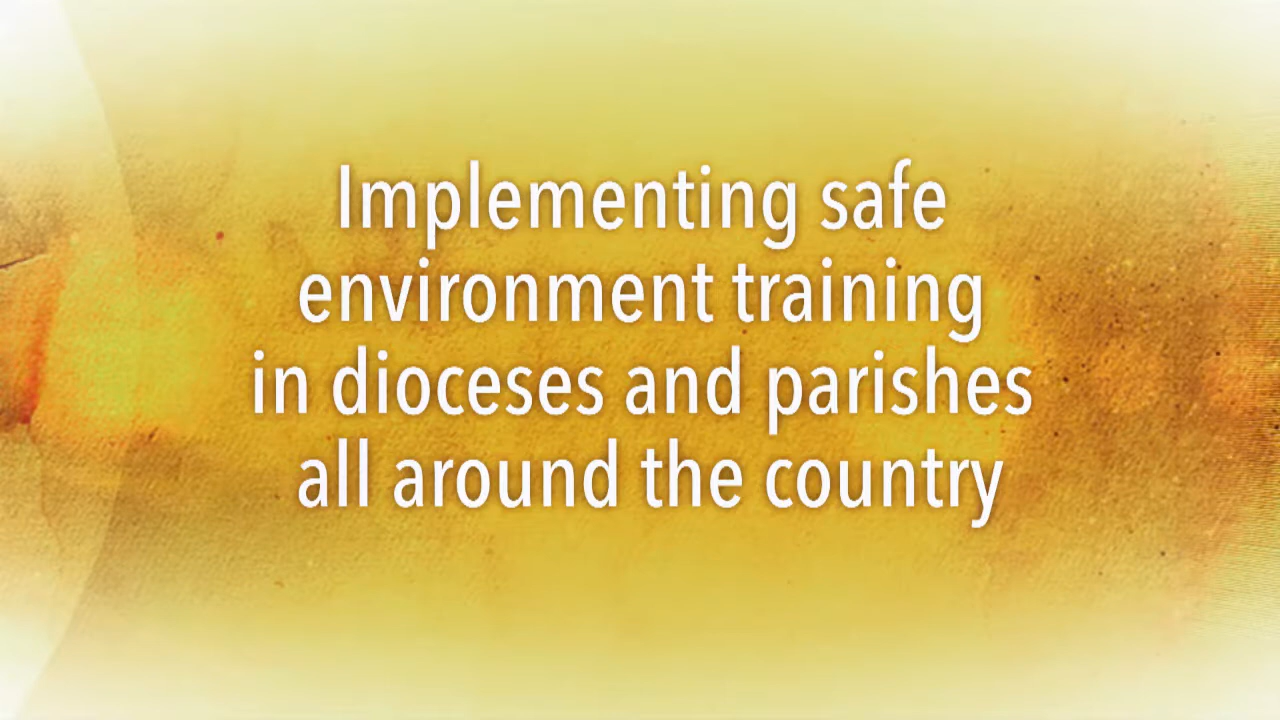 Implementing safe
environment training
in dioceses and parishes
all around the country